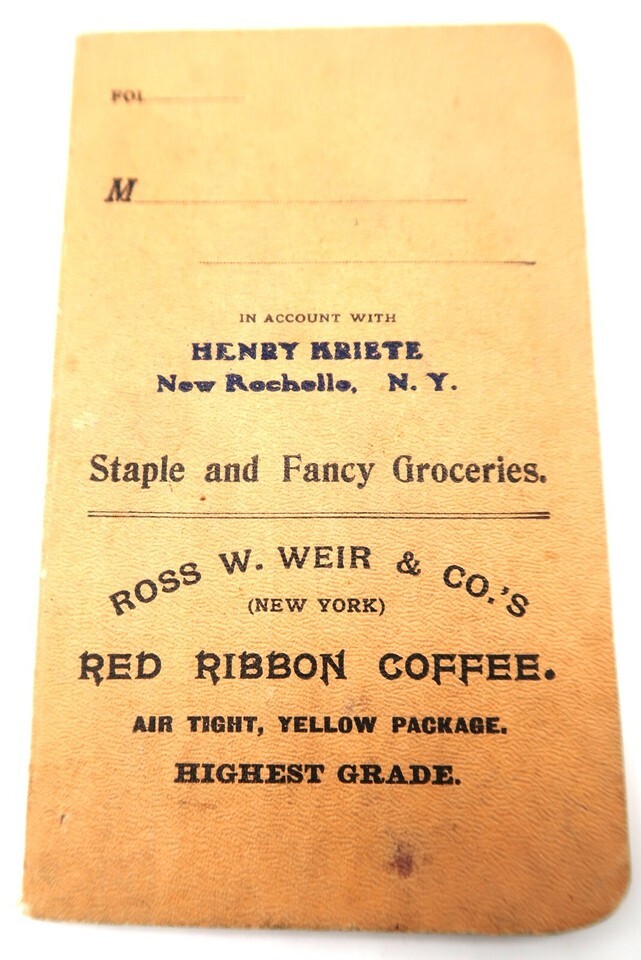 FOL
M
IN ACCOUNT WITH
HENRY KRIETE
New Rochelle, N. Y.
Staple and Fancy Groceries.
ROSS W. WEIR & CO.'S
(NEW YORK)
RED RIBBON COFFEE.
AIR TIGHT, YELLOW PACKAGE.
HIGHEST GRADE.